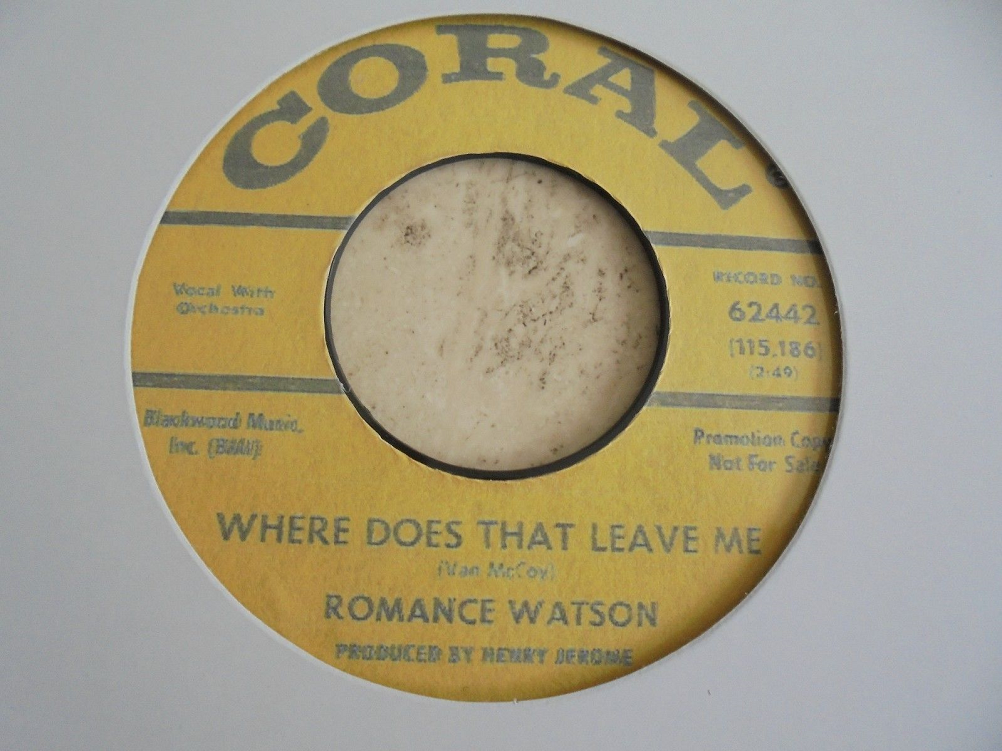 CORAL
®
Vocal With
Orchestra
RECORD NO.
62442
(115,186)
(2:49)
Blackwood Music,
Inc. (BMI)
Promotion Copy
Not For Sale
WHERE DOES THAT LEAVE ME
(Van McCoy)
ROMANCE WATSON
PRODUCED BY HENRY JEROME